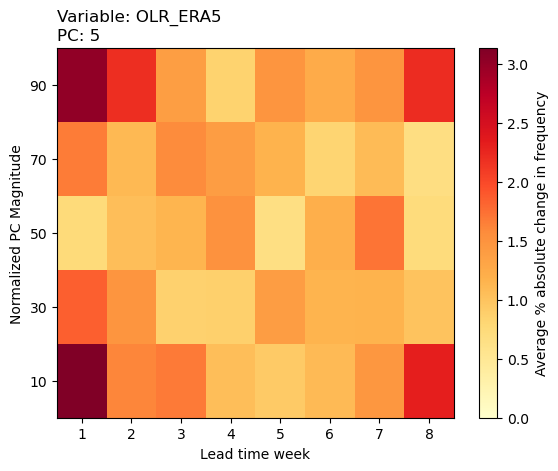 Variable: OLR_ERA5
PC: 5
Normalized PC Magnitude
90
70
50
30
10
1 2 3 4 5 6 7 8
Lead time week
3.0
2.5
2.0
1.5
1.0
0.5
0.0
Average % absolute change in frequency